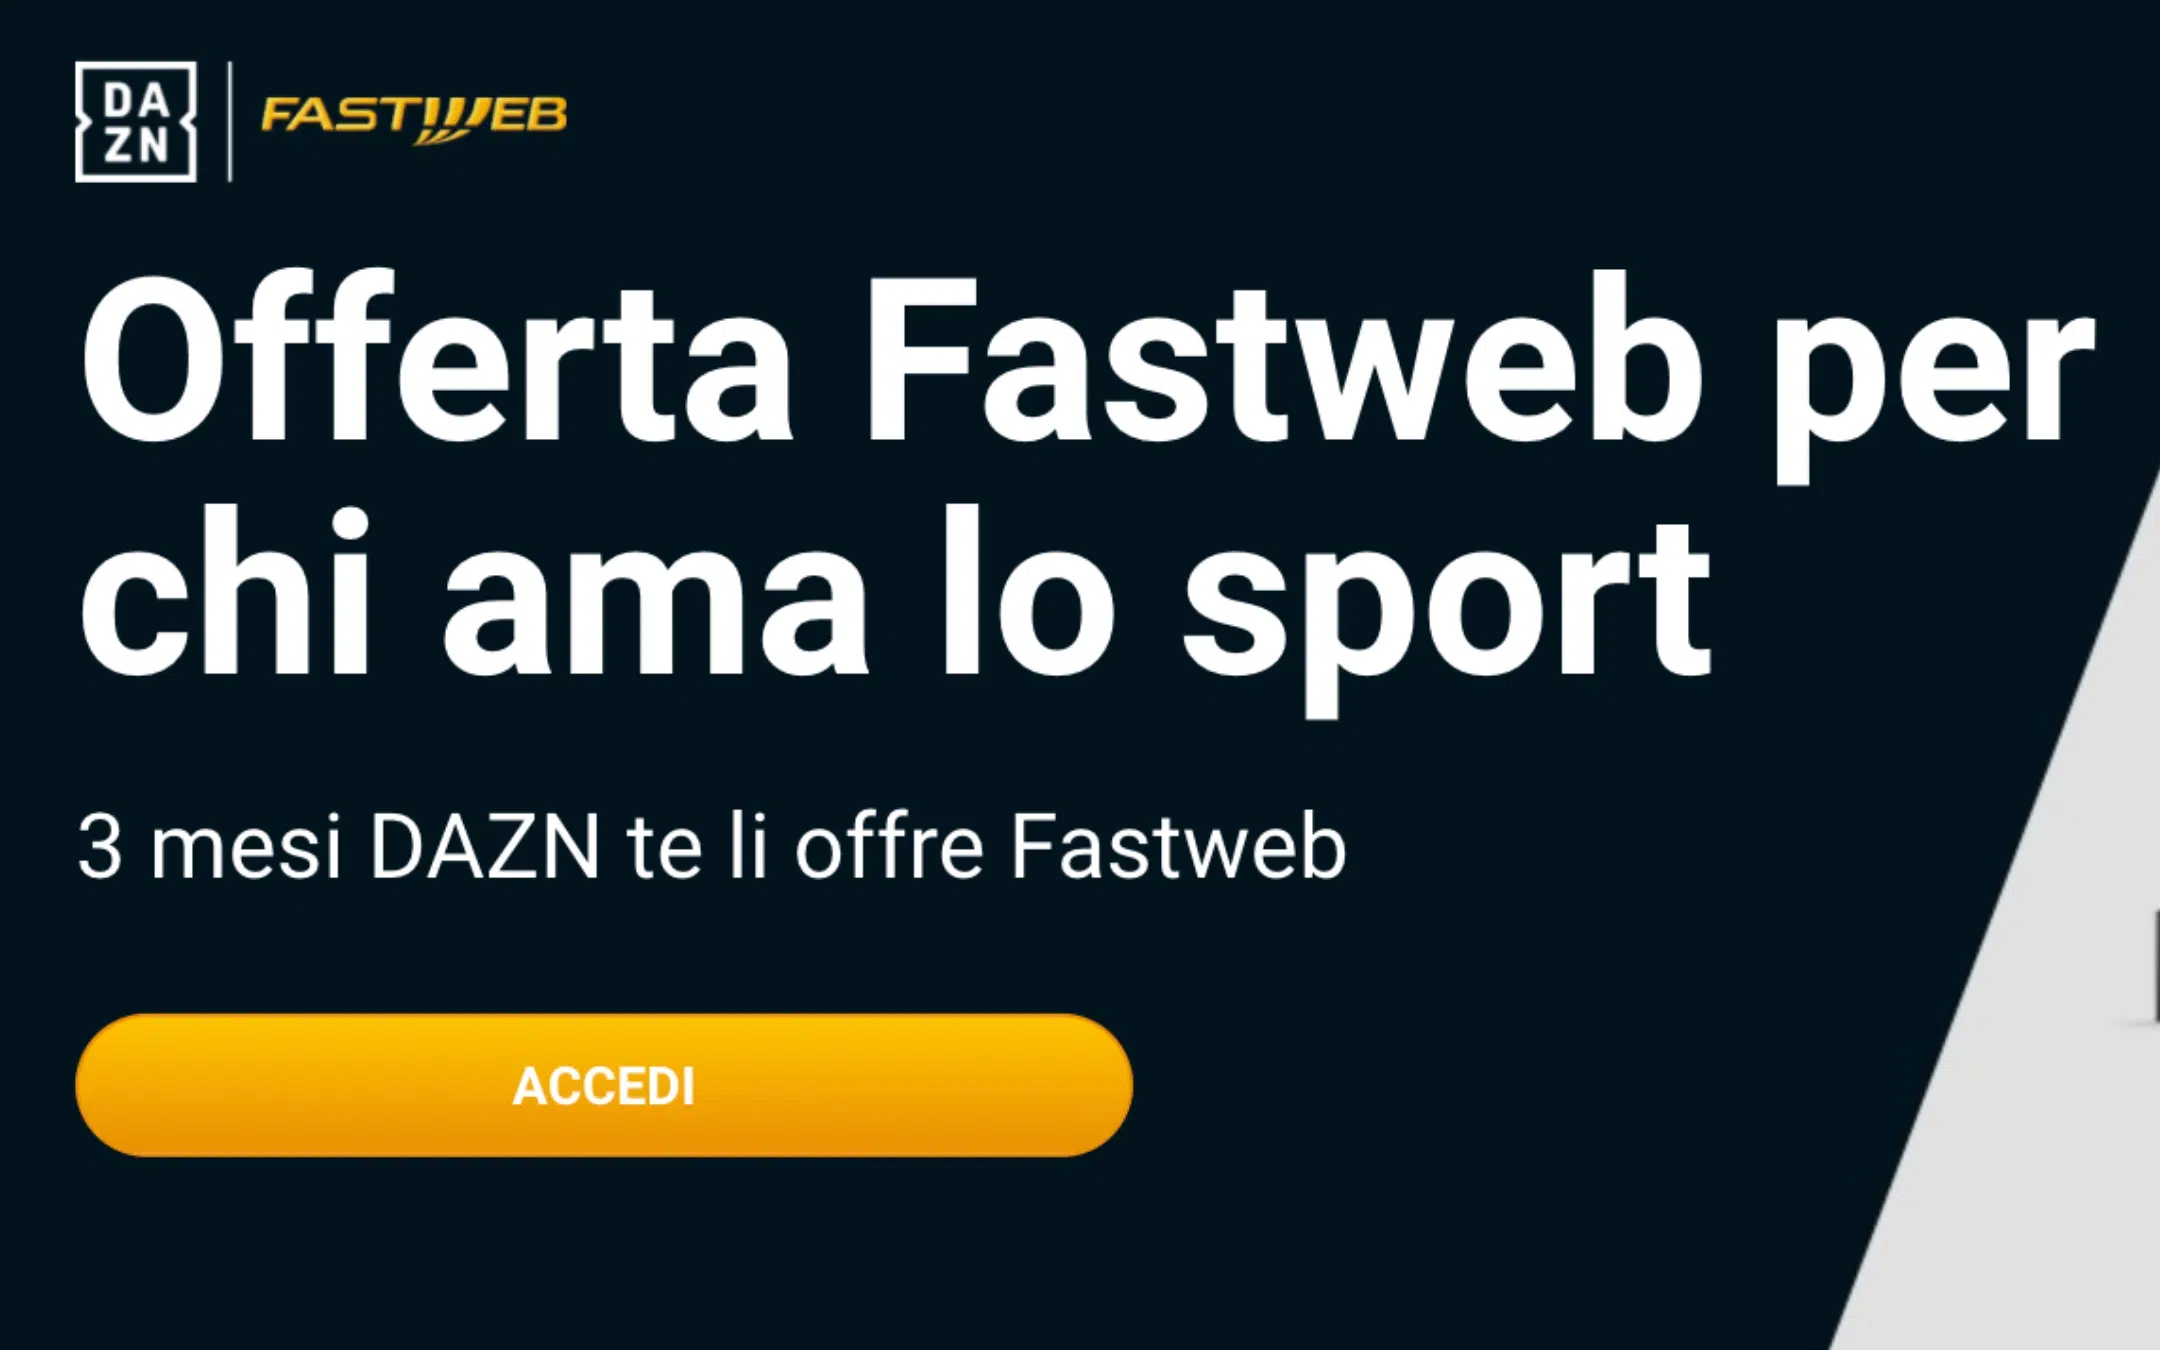 DA
ZN
FASTWEB
Offerta Fastweb per
chi ama lo sport
3 mesi DAZN te li offre Fastweb
ACCEDI